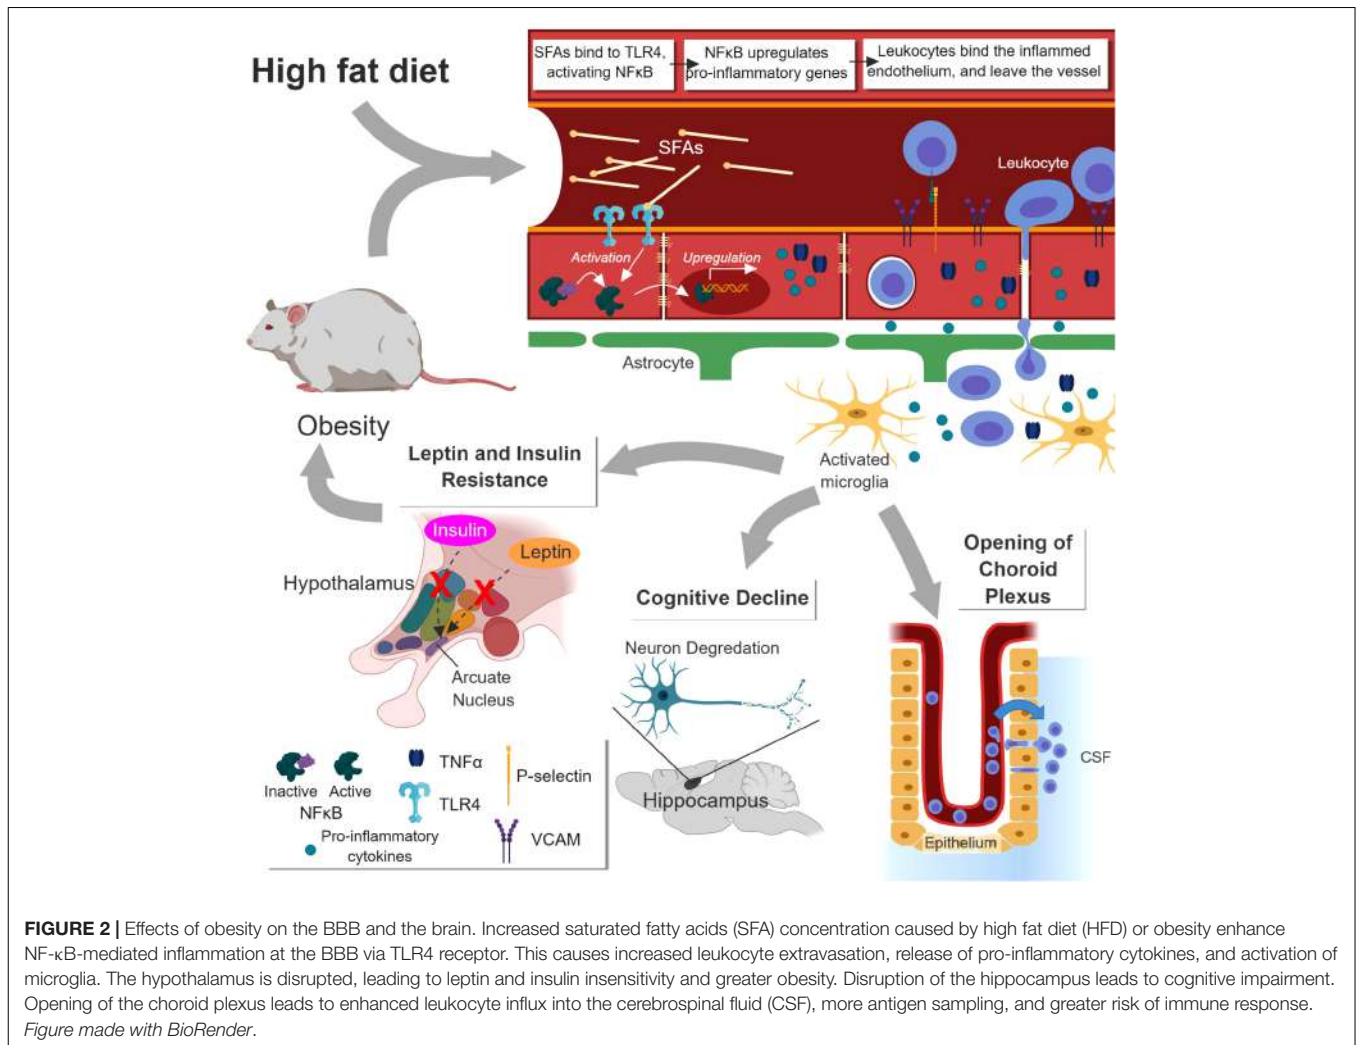 High fat diet
SFAs bind to TLR4,
activating NFκB
NFκB upregulates
pro-inflammatory genes
Leukocytes bind the inflammed
endothelium, and leave the vessel
SFAs
Leukocyte
Activation
Upregulation
Astrocyte
Obesity
Leptin and Insulin
Resistance
Activated
microglia
Insulin
Leptin
Hypothalamus
Arcuate
Nucleus
Cognitive Decline
Neuron Degredation
Hippocampus
Opening of
Choroid
Plexus
CSF
Epithelium
Inactive
Active
NFκB
TNFα
TLR4
P-selectin
VCAM
Pro-inflammatory
cytokines
FIGURE 2 | Effects of obesity on the BBB and the brain. Increased saturated fatty acids (SFA) concentration caused by high fat diet (HFD) or obesity enhance
NF-κB-mediated inflammation at the BBB via TLR4 receptor. This causes increased leukocyte extravasation, release of pro-inflammatory cytokines, and activation of
microglia. The hypothalamus is disrupted, leading to leptin and insulin insensitivity and greater obesity. Disruption of the hippocampus leads to cognitive impairment.
Opening of the choroid plexus leads to enhanced leukocyte influx into the cerebrospinal fluid (CSF), more antigen sampling, and greater risk of immune response.
Figure made with BioRender.